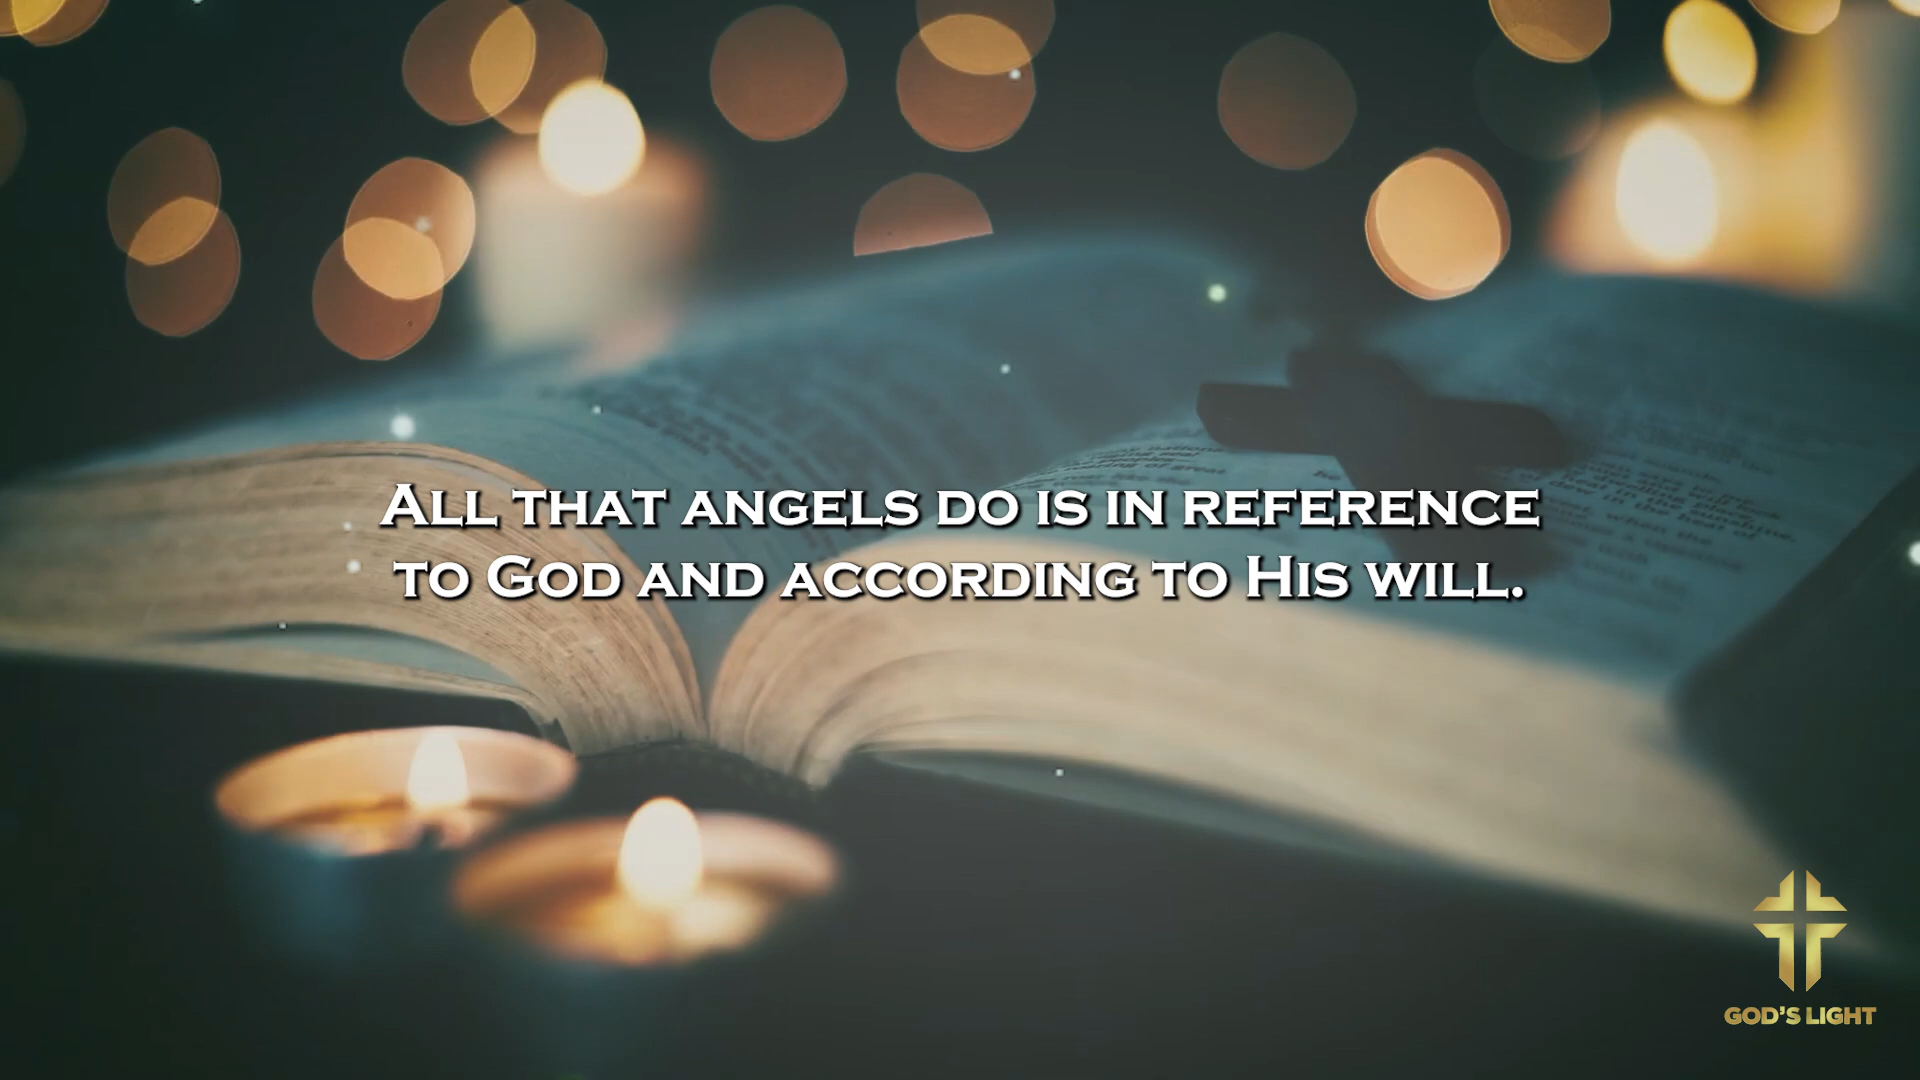 All that angels do is in reference
to God and according to His will.
GOD'S LIGHT